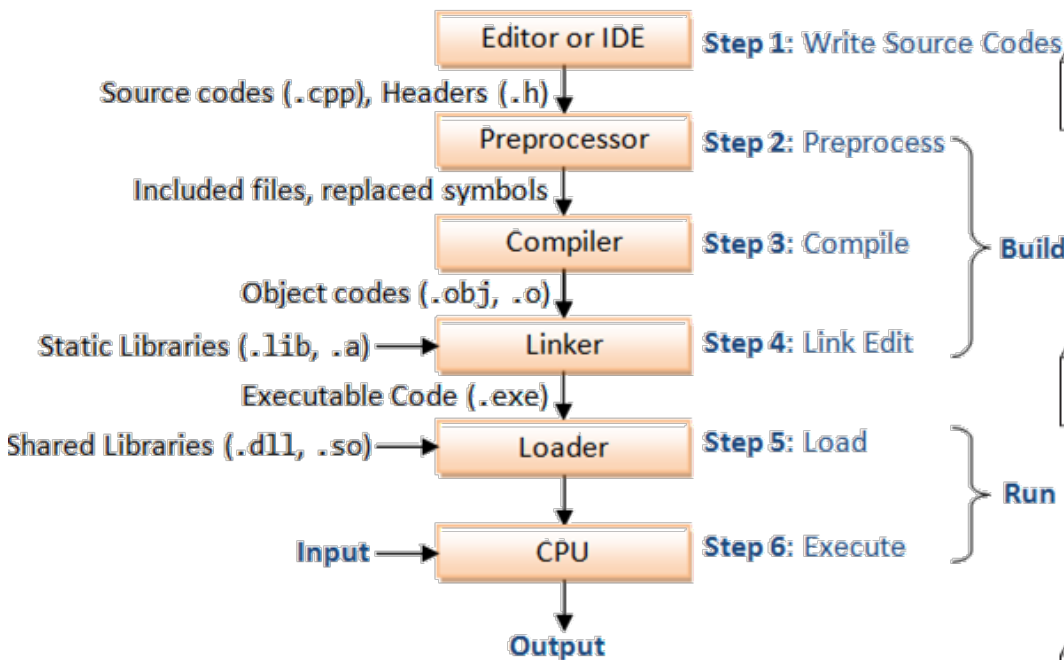 Editor or IDE
Step 1: Write Source Codes
Source codes (.cpp), Headers (.h)
Preprocessor
Step 2: Preprocess
Included files, replaced symbols
Compiler
Step 3: Compile
Build
Object codes (.obj, .o)
Static Libraries (.lib, .a)
Linker
Step 4: Link Edit
Executable Code (.exe)
Shared Libraries (.dll, .so)
Loader
Step 5: Load
Run
Input
CPU
Step 6: Execute
Output